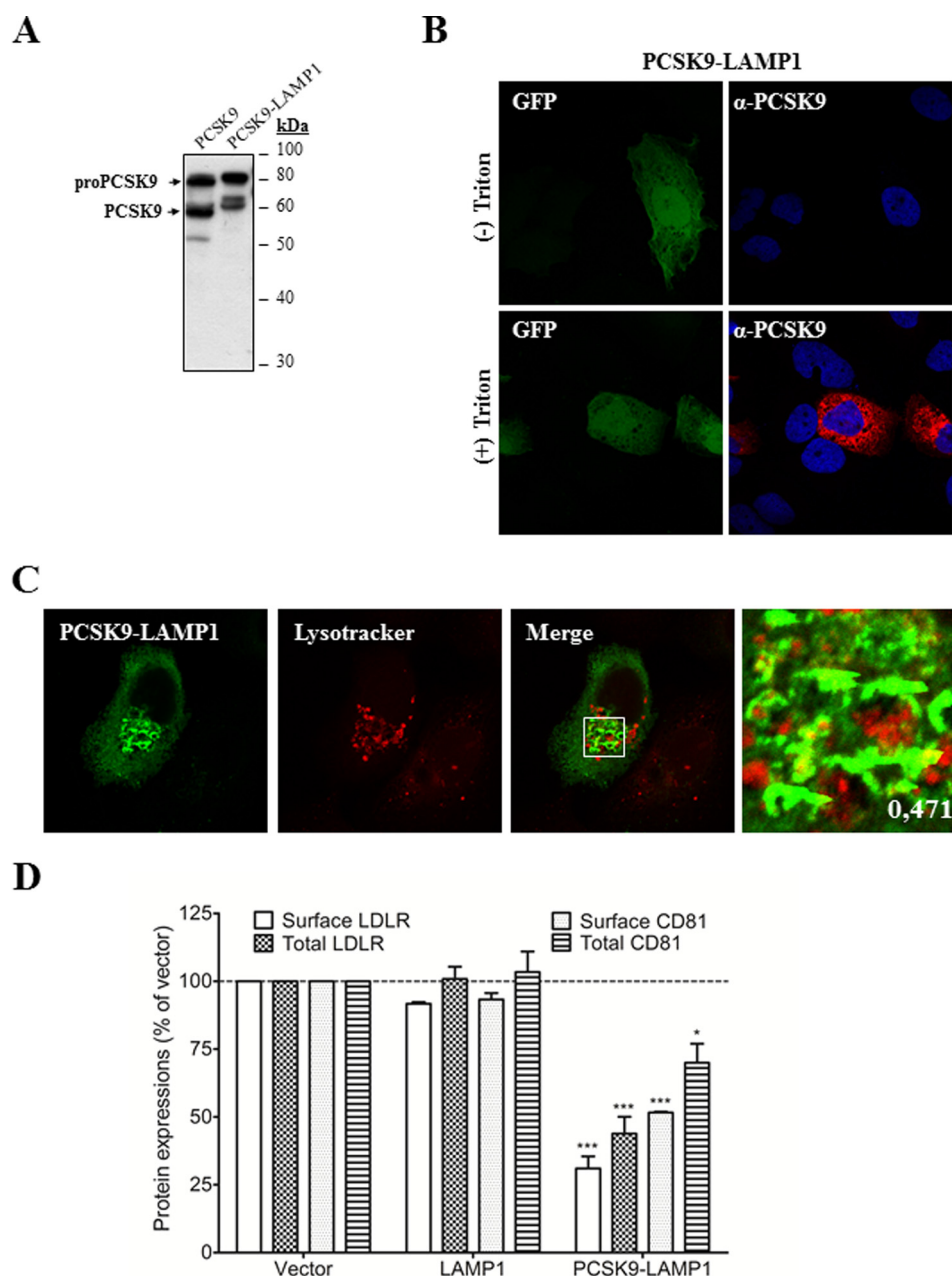 A
PCSK9
PCSK9-LAMP1
kDa
100
proPCSK9
80
PCSK9
60
50
40
30
B
PCSK9-LAMP1
GFP
α-PCSK9
(-) Triton
GFP
α-PCSK9
(+) Triton
C
PCSK9-LAMP1
Lysotracker
Merge
0,471
D
Protein expressions (% of vector)
125
100
75
50
25
0
Surface LDLR
Total LDLR
Surface CD81
Total CD81
***
***
***
*
Vector
LAMP1
PCSK9-LAMP1